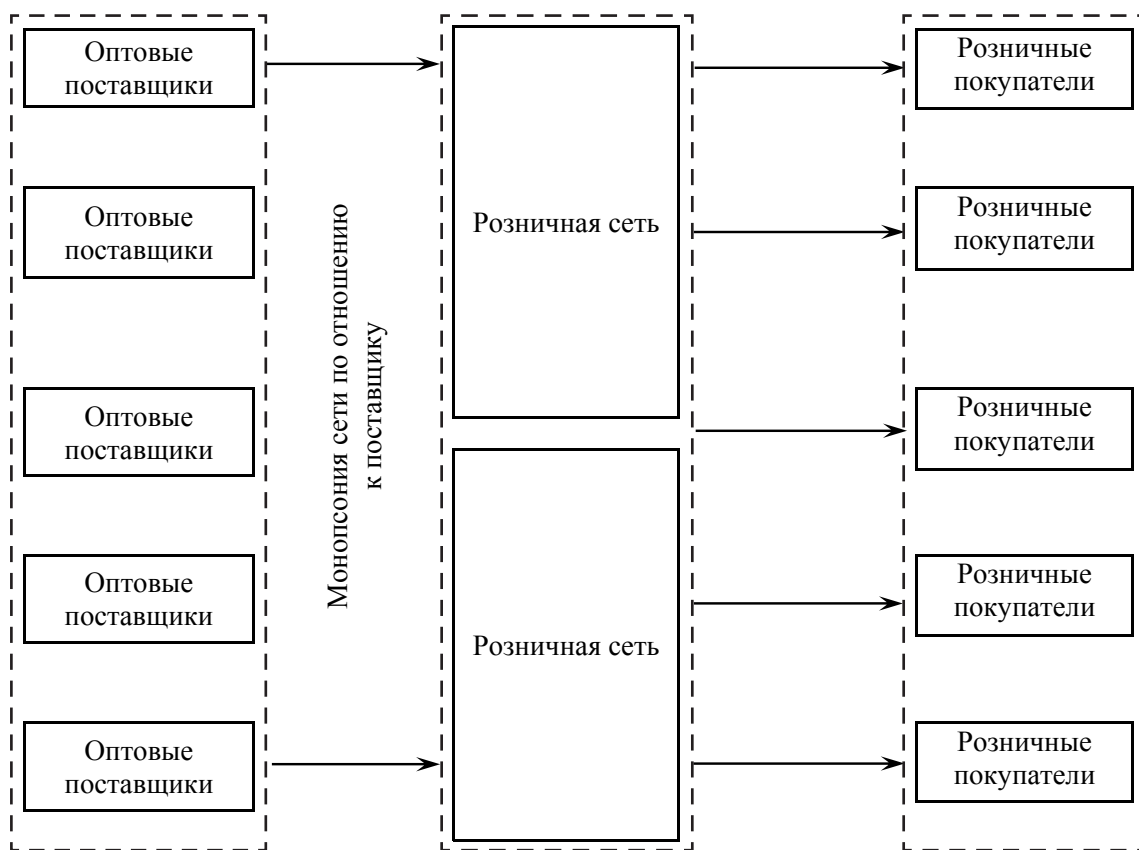 Оптовые
поставщики
Оптовые
поставщики
Оптовые
поставщики
Оптовые
поставщики
Оптовые
поставщики
Монопсония сети по отношению
к поставщику
Розничная сеть
Розничная сеть
Розничные
покупатели
Розничные
покупатели
Розничные
покупатели
Розничные
покупатели
Розничные
покупатели